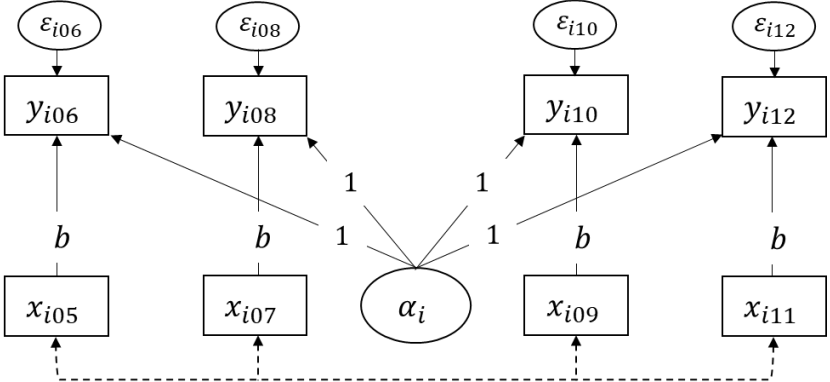 ε_i06 ε_i08 ε_i10 ε_i12
y_i06 y_i08 y_i10 y_i12
1 1
b b 1 1 b b
x_i05 x_i07 α_i x_i09 x_i11